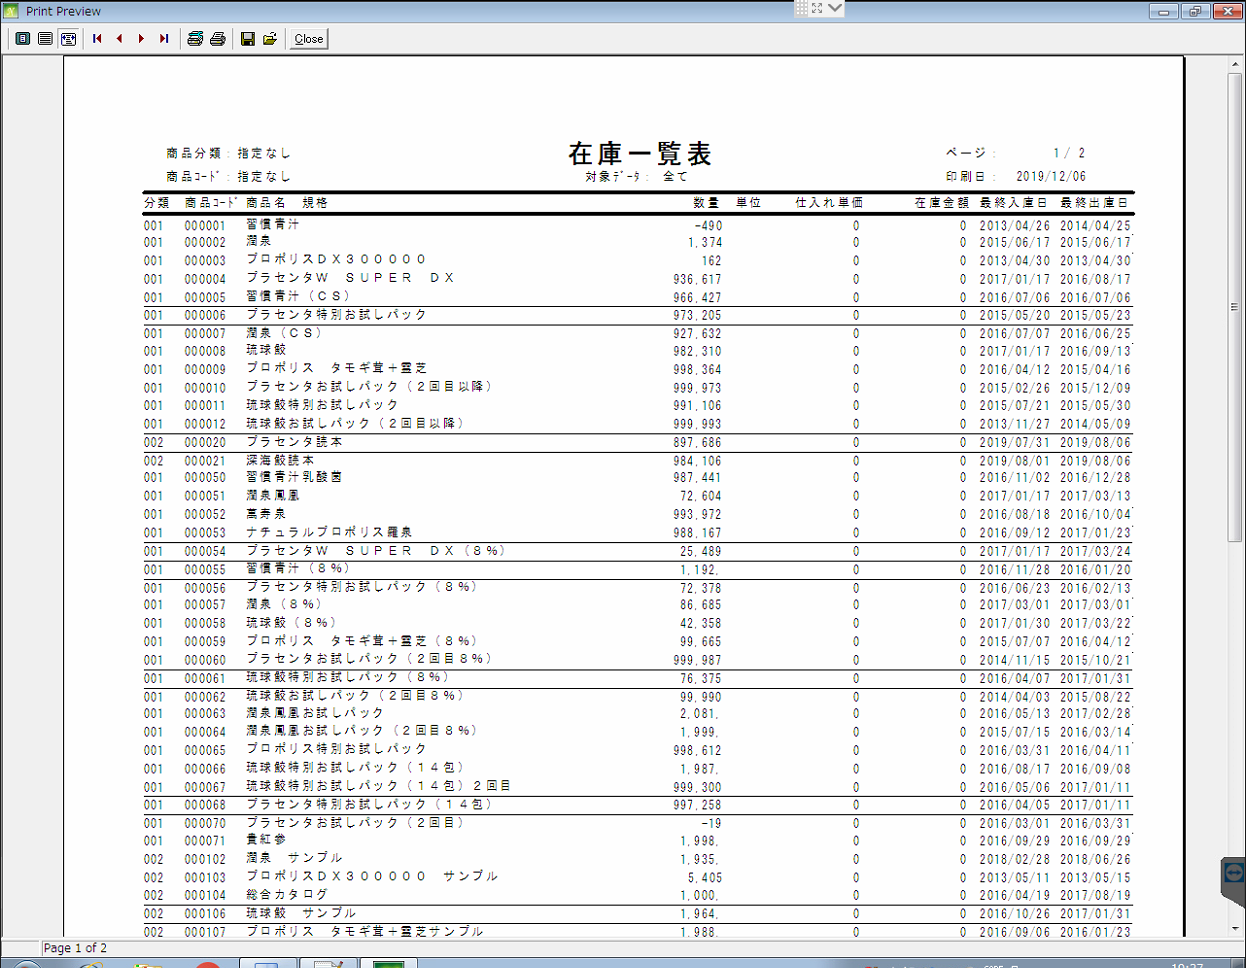 Print Preview
Close
商品分類 : 指定なし 在庫一覧表 ページ : 1 / 2
商品ｺｰﾄﾞ : 指定なし 対象ﾃﾞｰﾀ : 全て 印刷日 : 2019/12/06
分類 商品ｺｰﾄﾞ 商品名 規格 数量 単位 仕入れ単価 在庫金額 最終入庫日 最終出庫日
001 000001 習慣青汁 -490 0 0 2013/04/26 2014/04/25
001 000002 潤泉 1,374 0 0 2015/06/17 2015/06/17
001 000003 プロポリスＤＸ３０００００ 162 0 0 2013/04/30 2013/04/30
001 000004 プラセンタＷ ＳＵＰＥＲ ＤＸ 936,617 0 0 2017/01/17 2016/08/17
001 000005 習慣青汁（ＣＳ） 966,427 0 0 2016/07/06 2016/07/06
001 000006 プラセンタ特別お試しパック 973,205 0 0 2015/05/20 2015/05/23
001 000007 潤泉（ＣＳ） 927,632 0 0 2016/07/07 2016/06/25
001 000008 琉球鮫 982,310 0 0 2017/01/17 2016/09/13
001 000009 プロポリス タモギ茸＋霊芝 998,364 0 0 2016/04/12 2015/04/16
001 000010 プラセンタお試しパック（２回目以降） 999,973 0 0 2015/02/26 2015/12/09
001 000011 琉球鮫特別お試しパック 991,106 0 0 2015/07/21 2015/05/30
001 000012 琉球鮫お試しパック（２回目以降） 999,993 0 0 2013/11/27 2014/05/09
002 000020 プラセンタ読本 897,686 0 0 2019/07/31 2019/08/06
002 000021 深海鮫読本 984,106 0 0 2019/08/01 2019/08/06
001 000050 習慣青汁乳酸菌 987,441 0 0 2016/11/02 2016/12/28
001 000051 潤泉鳳凰 72,604 0 0 2017/01/17 2017/03/13
001 000052 萬寿泉 993,972 0 0 2016/08/18 2016/10/04
001 000053 ナチュラルプロポリス羅泉 988,167 0 0 2016/09/12 2017/01/23
001 000054 プラセンタＷ ＳＵＰＥＲ ＤＸ（８％） 25,489 0 0 2017/01/17 2017/03/24
001 000055 習慣青汁（８％） 1,192, 0 0 2016/11/28 2016/01/20
001 000056 プラセンタ特別お試しパック（８％） 72,378 0 0 2016/06/23 2016/02/13
001 000057 潤泉（８％） 86,685 0 0 2017/03/01 2017/03/01
001 000058 琉球鮫（８％） 42,358 0 0 2017/01/30 2017/03/22
001 000059 プロポリス タモギ茸＋霊芝（８％） 99,665 0 0 2015/07/07 2016/04/12
001 000060 プラセンタお試しパック（２回目８％） 999,987 0 0 2014/11/15 2015/10/21
001 000061 琉球鮫特別お試しパック（８％） 76,375 0 0 2016/04/07 2017/01/31
001 000062 琉球鮫お試しパック（２回目８％） 99,990 0 0 2014/04/03 2015/08/22
001 000063 潤泉鳳凰お試しパック 2,081, 0 0 2016/05/13 2017/02/28
001 000064 潤泉鳳凰お試しパック（２回目８％） 1,999, 0 0 2015/07/15 2016/03/14
001 000065 プロポリス特別お試しパック 998,612 0 0 2016/03/31 2016/04/11
001 000066 琉球鮫特別お試しパック（１４包） 1,987, 0 0 2016/08/17 2016/09/08
001 000067 琉球鮫特別お試しパック（１４包）２回目 999,300 0 0 2016/05/06 2017/01/11
001 000068 プラセンタ特別お試しパック（１４包） 997,258 0 0 2016/04/05 2017/01/11
001 000070 プラセンタお試しパック（２回目） -19 0 0 2016/03/01 2016/03/31
001 000071 貴紅参 1,998, 0 0 2016/09/29 2016/09/29
002 000102 潤泉 サンプル 1,935, 0 0 2018/02/28 2018/06/26
002 000103 プロポリスＤＸ３０００００ サンプル 5,405 0 0 2013/05/11 2013/05/15
002 000104 総合カタログ 1,000, 0 0 2016/04/19 2017/08/19
002 000106 琉球鮫 サンプル 1,964, 0 0 2016/10/26 2017/01/31
002 000107 プロポリス タモギ茸＋霊芝サンプル 1,988, 0 0 2016/09/06 2016/01/23
Page 1 of 2